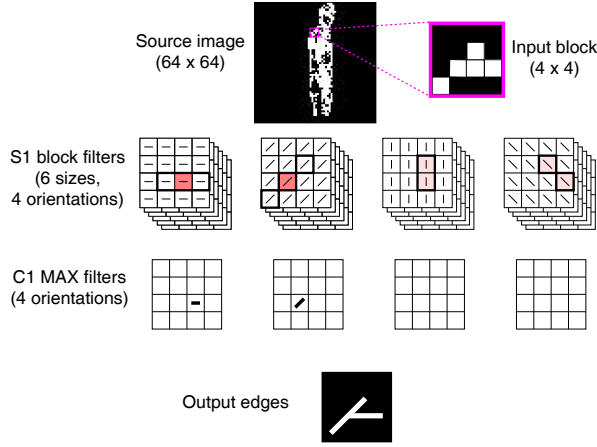 Source image
(64 x 64)
Input block
(4 x 4)
S1 block filters
(6 sizes,
4 orientations)
C1 MAX filters
(4 orientations)
Output edges